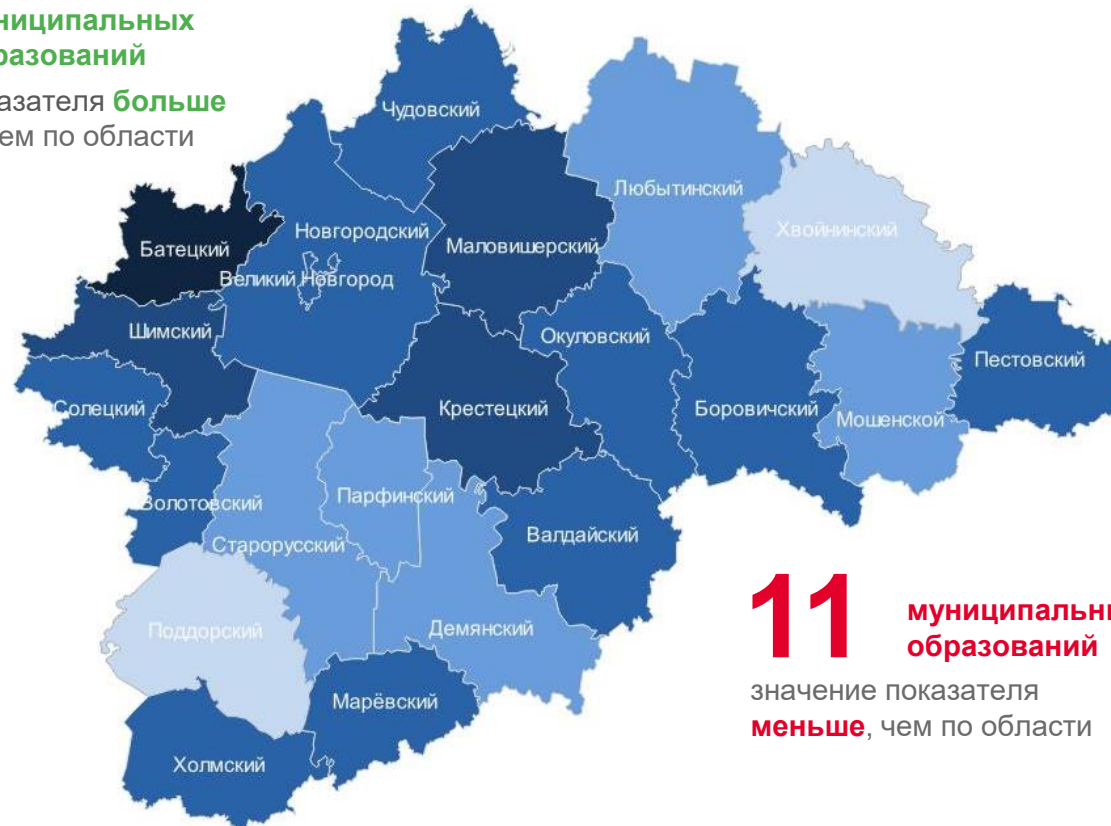 ниципальных
разований
азателя больше
ем по области
Чудовский
Любытинский
Хвойнинский
Батецкий
Новгородский
Маловишерский
Великий Новгород
Шимский
Окуловский
Пестовский
Солецкий
Крестецкий
Боровичский
Мошенской
Волотовский
Парфинский
Старорусский
Валдайский
Поддорский
Демянский
Марёвский
Холмский
11 муниципальн
образований
значение показателя
меньше, чем по области